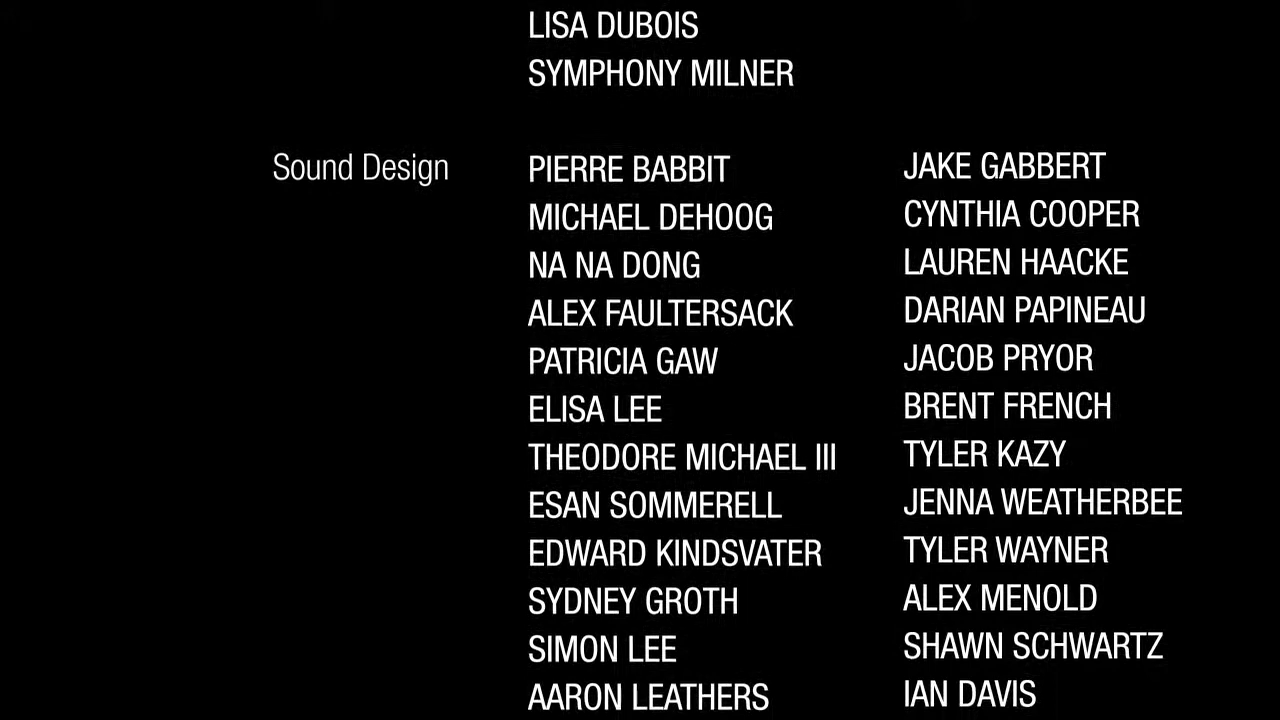 LISA DUBOIS
SYMPHONY MILNER
Sound Design
PIERRE BABBIT
MICHAEL DEHOOG
NA NA DONG
ALEX FAULTERSACK
PATRICIA GAW
ELISA LEE
THEODORE MICHAEL III
ESAN SOMMERELL
EDWARD KINDSVATER
SYDNEY GROTH
SIMON LEE
AARON LEATHERS
JAKE GABBERT
CYNTHIA COOPER
LAUREN HAACKE
DARIAN PAPINEAU
JACOB PRYOR
BRENT FRENCH
TYLER KAZY
JENNA WEATHERBEE
TYLER WAYNER
ALEX MENOLD
SHAWN SCHWARTZ
IAN DAVIS